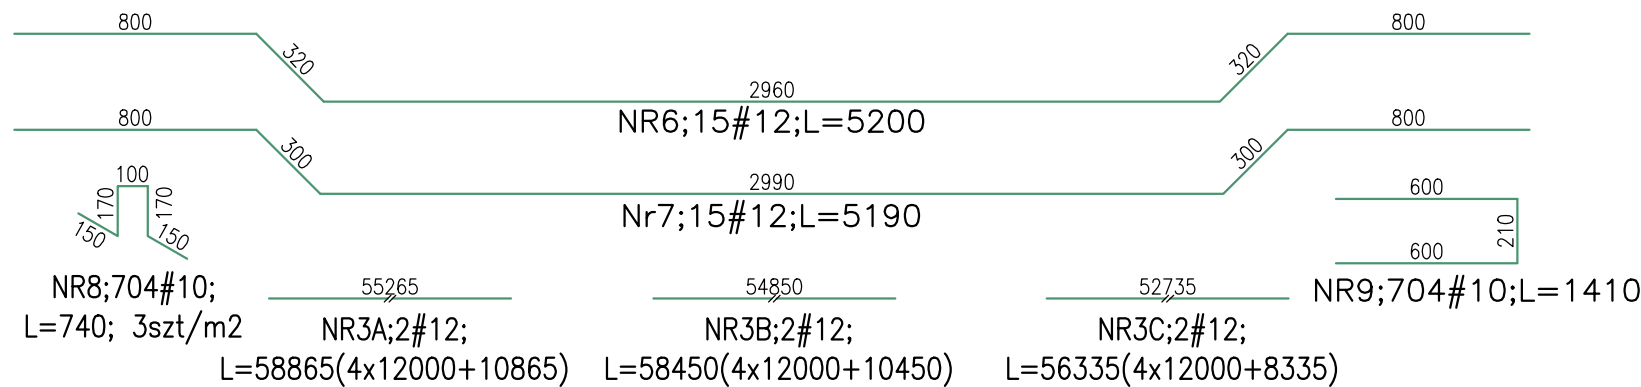 800
800
320
320
2960
NR6;15#12;L=5200
800
800
300
300
2990
Nr7;15#12;L=5190
100
170
170
150
150
NR8;704#10;
L=740; 3szt/m2
600
210
600
NR9;704#10;L=1410
55265
NR3A;2#12;
L=58865(4x12000+10865)
54850
NR3B;2#12;
L=58450(4x12000+10450)
52735
NR3C;2#12;
L=56335(4x12000+8335)